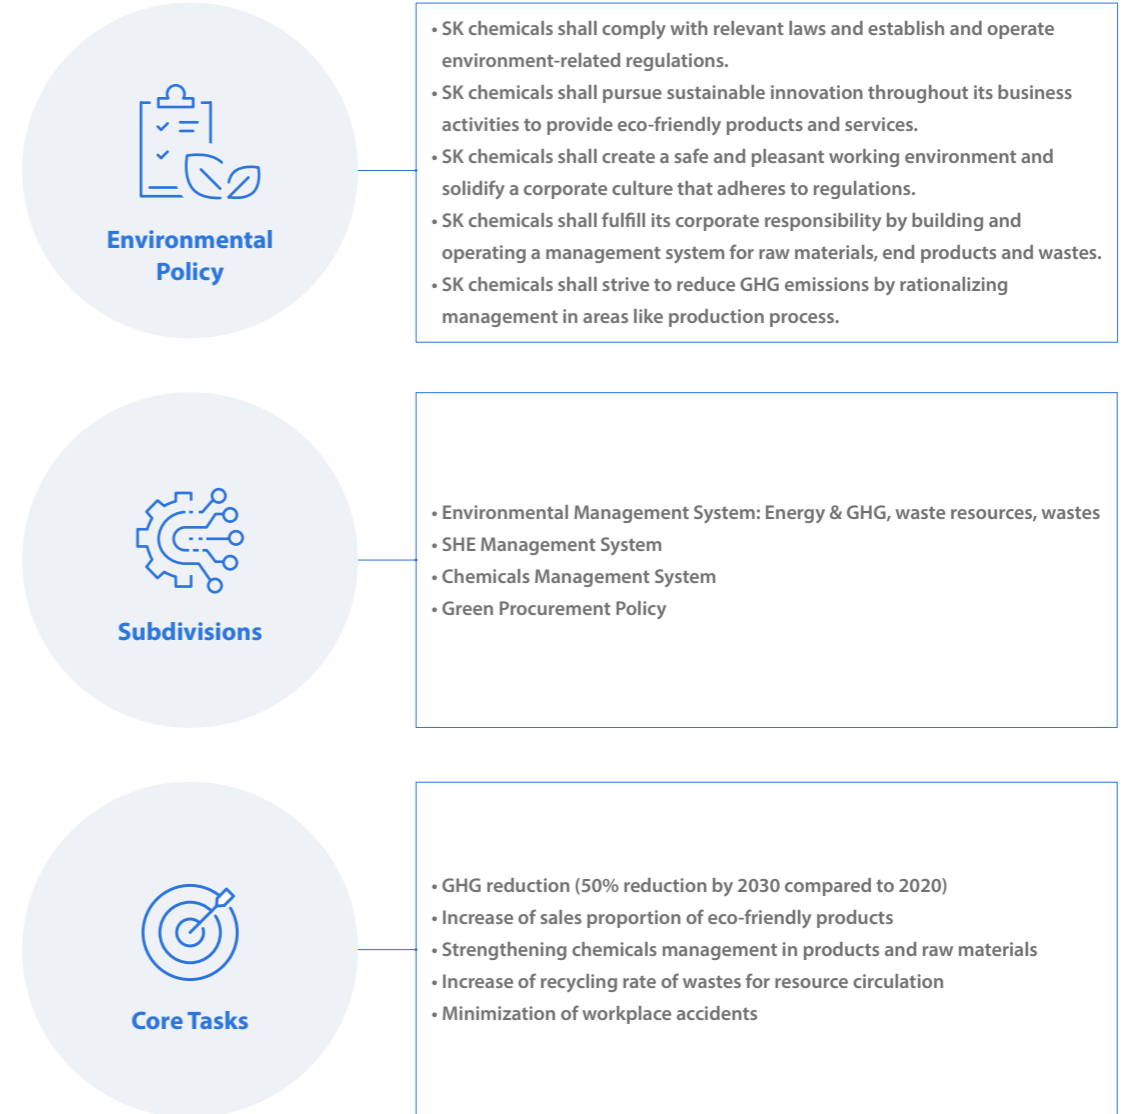 Environmental
Policy
• SK chemicals shall comply with relevant laws and establish and operate
environment-related regulations.
• SK chemicals shall pursue sustainable innovation throughout its business
activities to provide eco-friendly products and services.
• SK chemicals shall create a safe and pleasant working environment and
solidify a corporate culture that adheres to regulations.
• SK chemicals shall fulfill its corporate responsibility by building and
operating a management system for raw materials, end products and wastes.
• SK chemicals shall strive to reduce GHG emissions by rationalizing
management in areas like production process.
Subdivisions
• Environmental Management System: Energy & GHG, waste resources, wastes
• SHE Management System
• Chemicals Management System
• Green Procurement Policy
Core Tasks
• GHG reduction (50% reduction by 2030 compared to 2020)
• Increase of sales proportion of eco-friendly products
• Strengthening chemicals management in products and raw materials
• Increase of recycling rate of wastes for resource circulation
• Minimization of workplace accidents